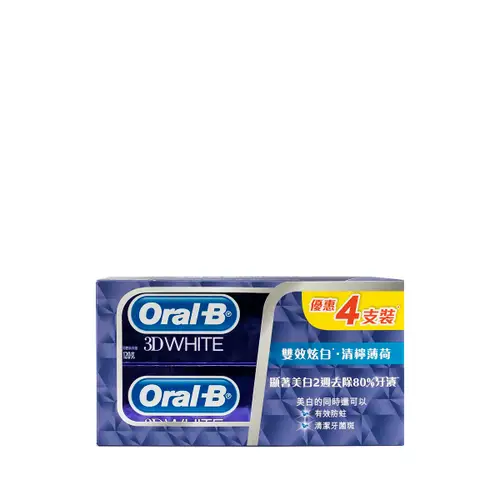 Oral-B®
3DWHITE
120克
Oral-B®
3DWHITE
優惠4支裝
雙效炫白·清檸薄荷
顯著美白2週去除80%牙漬
美白的同時還可以
有效防蛀
清潔牙菌斑